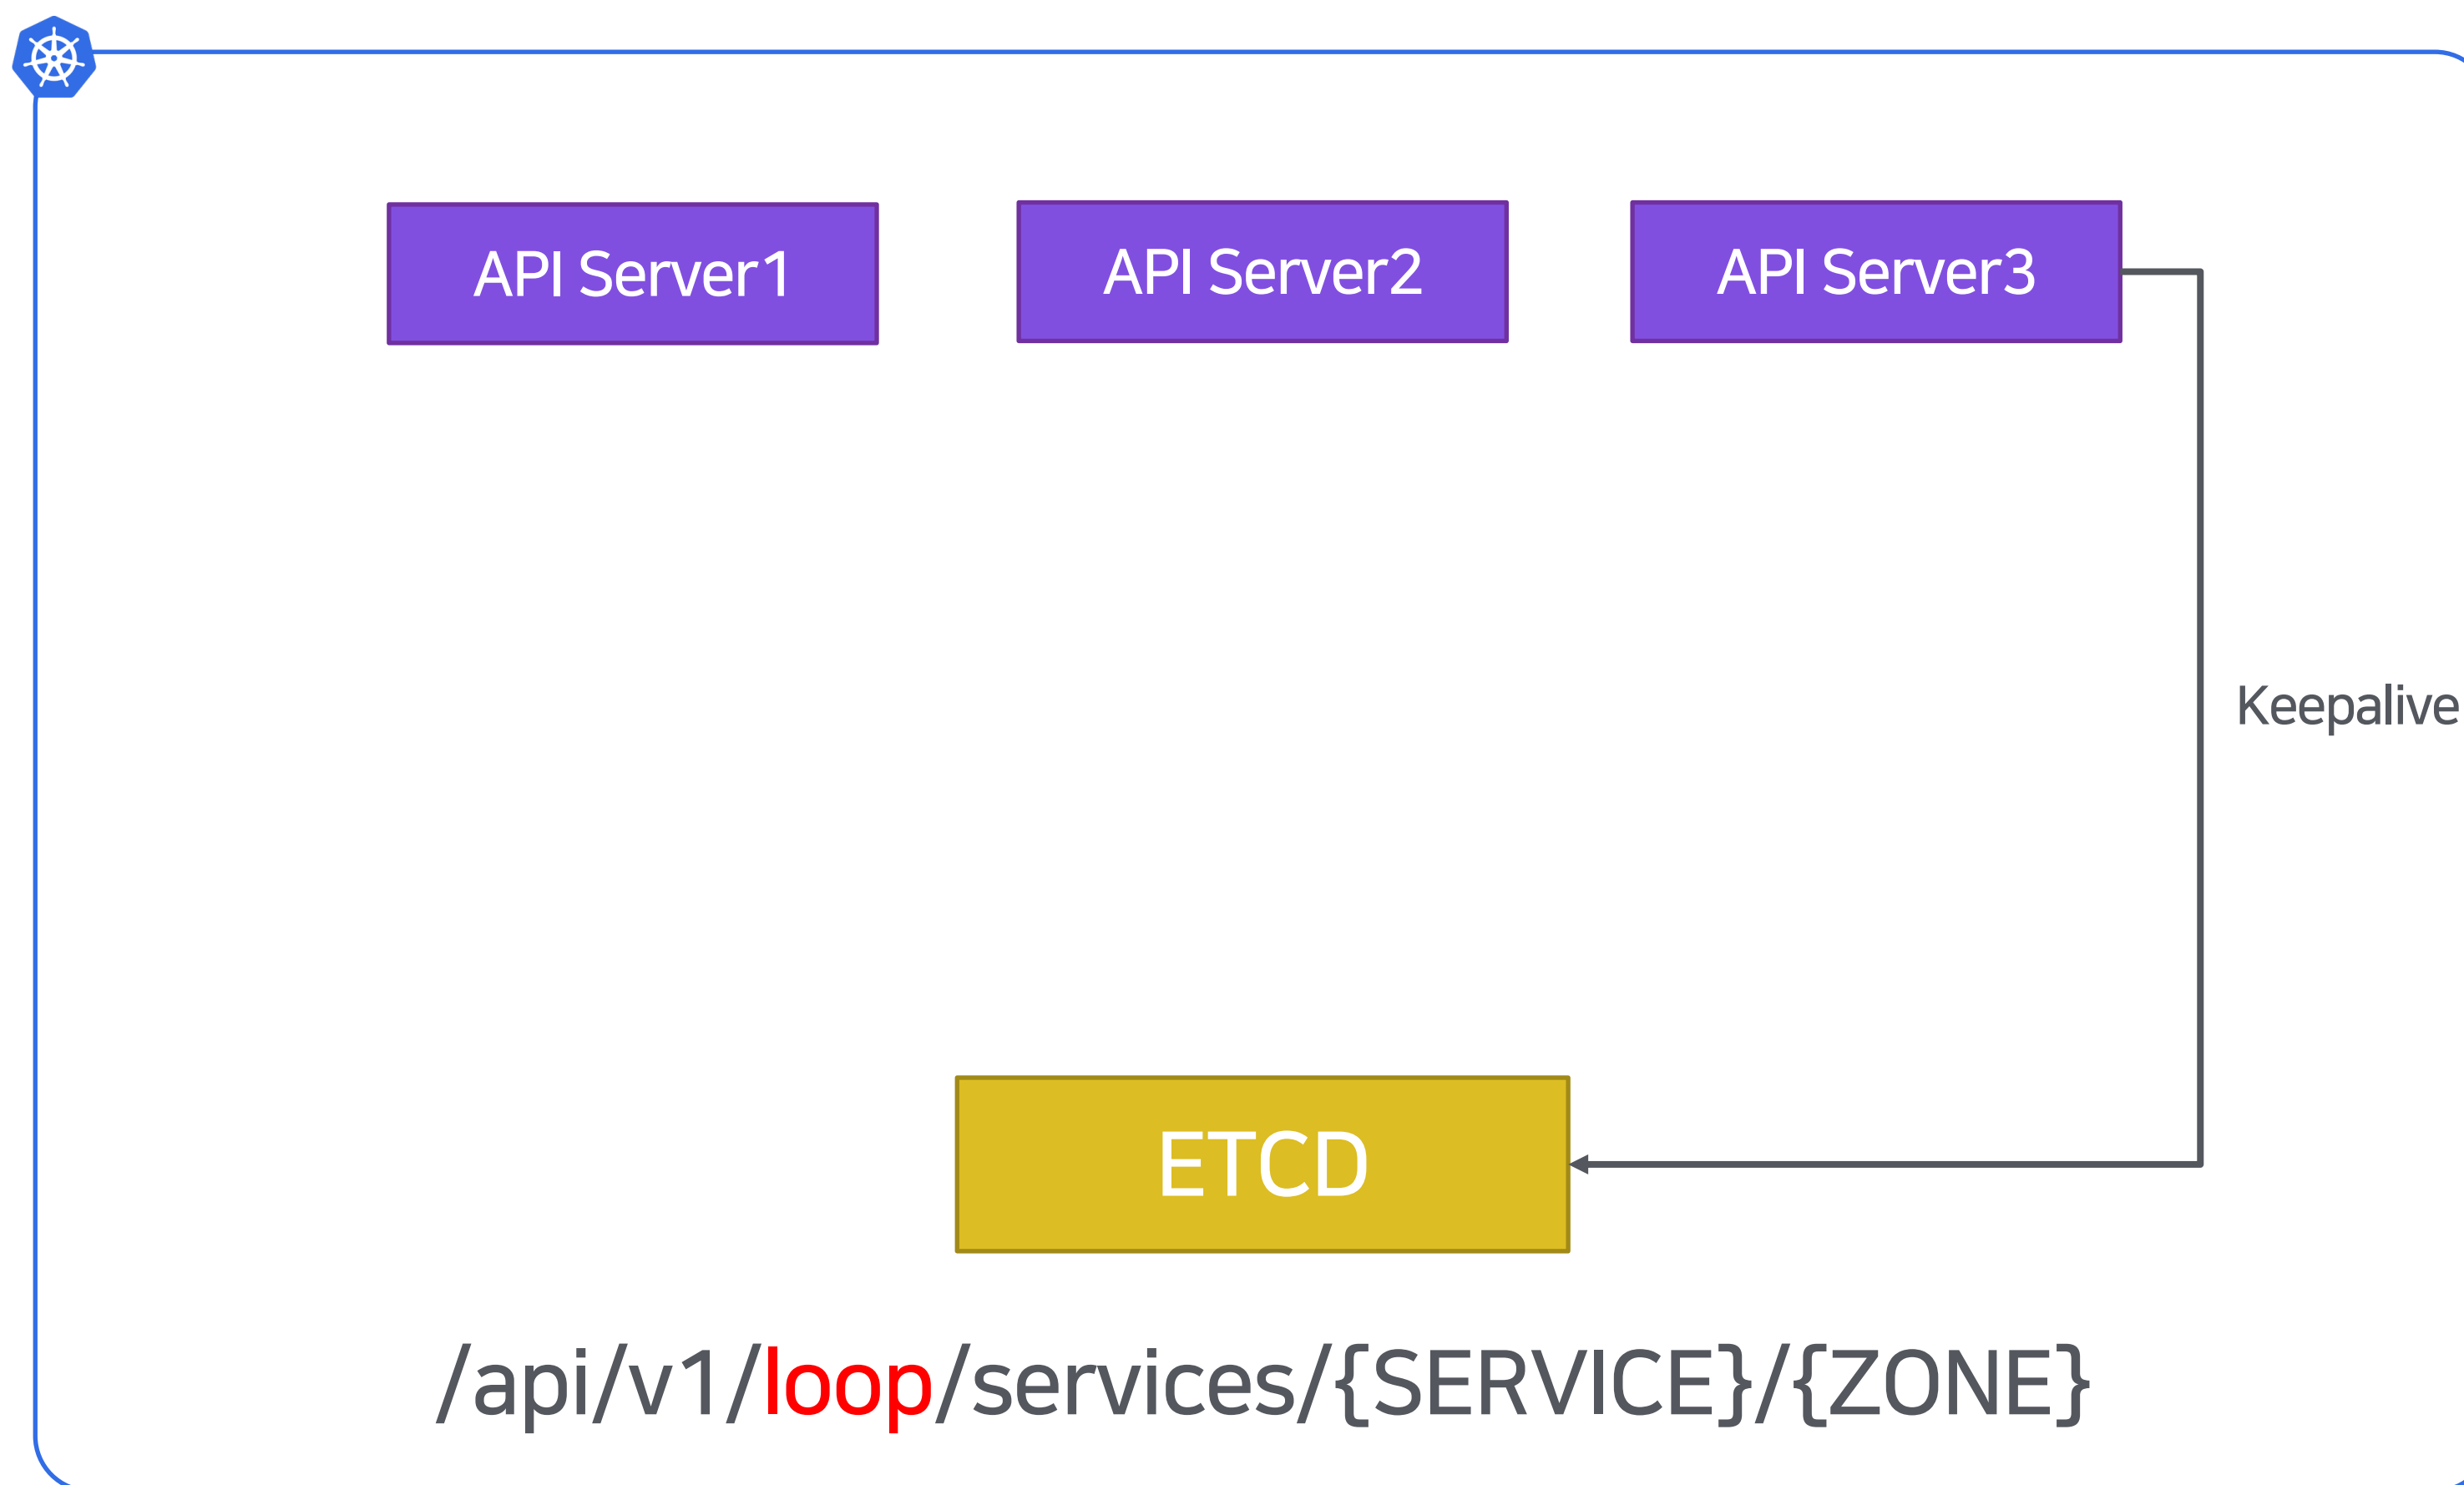 API Server1
API Server2
API Server3
Keepalive
ETCD
/api/v1/loop/services/{SERVICE}/{ZONE}